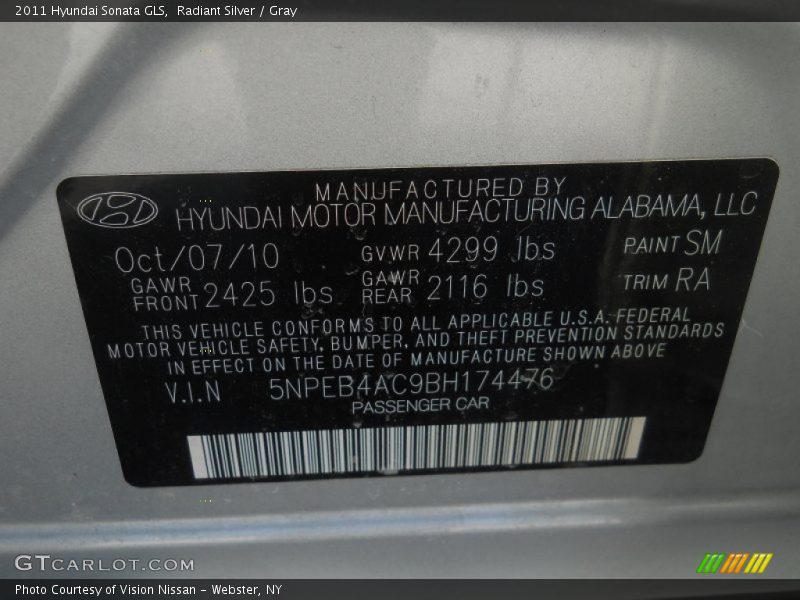 2011 Hyundai Sonata GLS, Radiant Silver / Gray
MANUFACTURED BY
HYUNDAI MOTOR MANUFACTURING ALABAMA, LLC
Oct/07/10 GVWR 4299 lbs PAINT SM
GAWR FRONT 2425 lbs GAWR REAR 2116 lbs TRIM RA
THIS VEHICLE CONFORMS TO ALL APPLICABLE U.S.A. FEDERAL
MOTOR VEHICLE SAFETY, BUMPER, AND THEFT PREVENTION STANDARDS
IN EFFECT ON THE DATE OF MANUFACTURE SHOWN ABOVE
V.I.N 5NPEB4AC9BH174476
PASSENGER CAR
GTCARLOT.COM
Photo Courtesy of Vision Nissan - Webster, NY